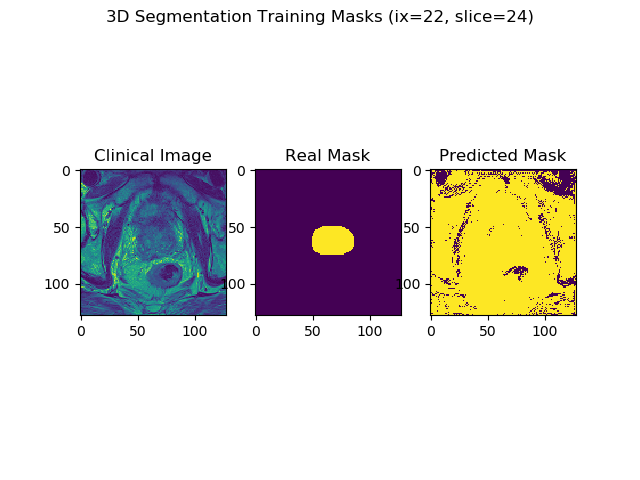 3D Segmentation Training Masks (ix=22, slice=24)
Clinical Image Real Mask Predicted Mask
0 0 0
50 50 50
100 100 100
0 50 100 0 50 100 0 50 100